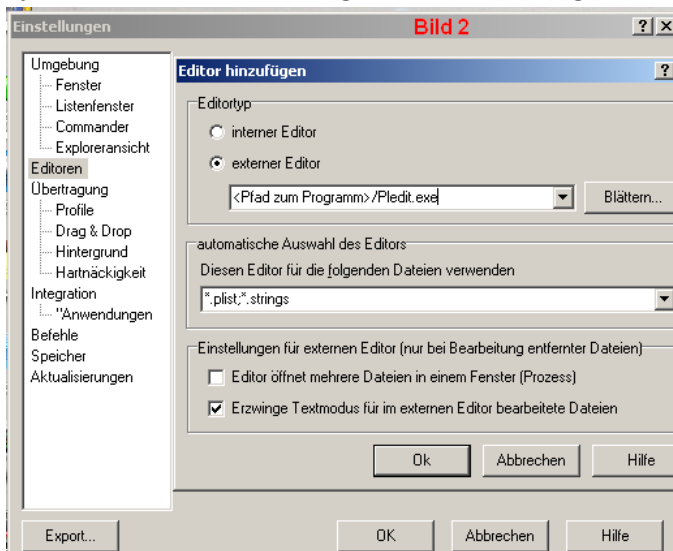 Einstellungen
Bild 2
Umgebung
Fenster
Listenfenster
Commander
Exploreransicht
Editoren
Übertragung
Profile
Drag & Drop
Hintergrund
Hartnäckigkeit
Integration
"Anwendungen
Befehle
Speicher
Aktualisierungen
Editor hinzufügen
Editortyp
interner Editor
externer Editor
<Pfad zum Programm>/Pledit.exe
Blättern...
automatische Auswahl des Editors
Diesen Editor für die folgenden Dateien verwenden
*.plist;*.strings
Einstellungen für externen Editor (nur bei Bearbeitung entfernter Dateien)
Editor öffnet mehrere Dateien in einem Fenster (Prozess)
Erzwinge Textmodus für im externen Editor bearbeitete Dateien
Ok Abbrechen Hilfe
Export... OK Abbrechen Hilfe